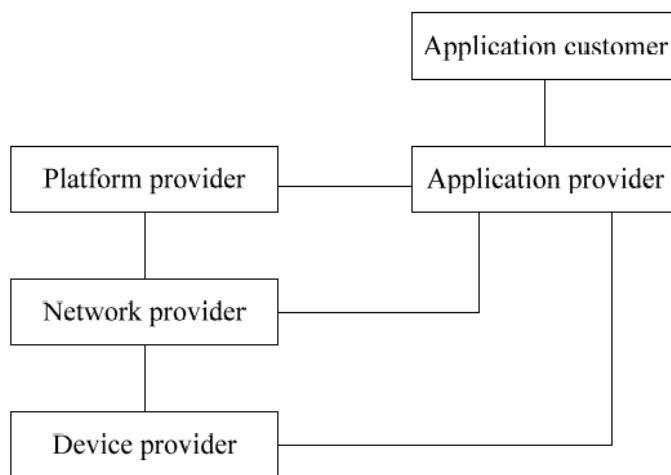 Application customer
Platform provider
Application provider
Network provider
Device provider